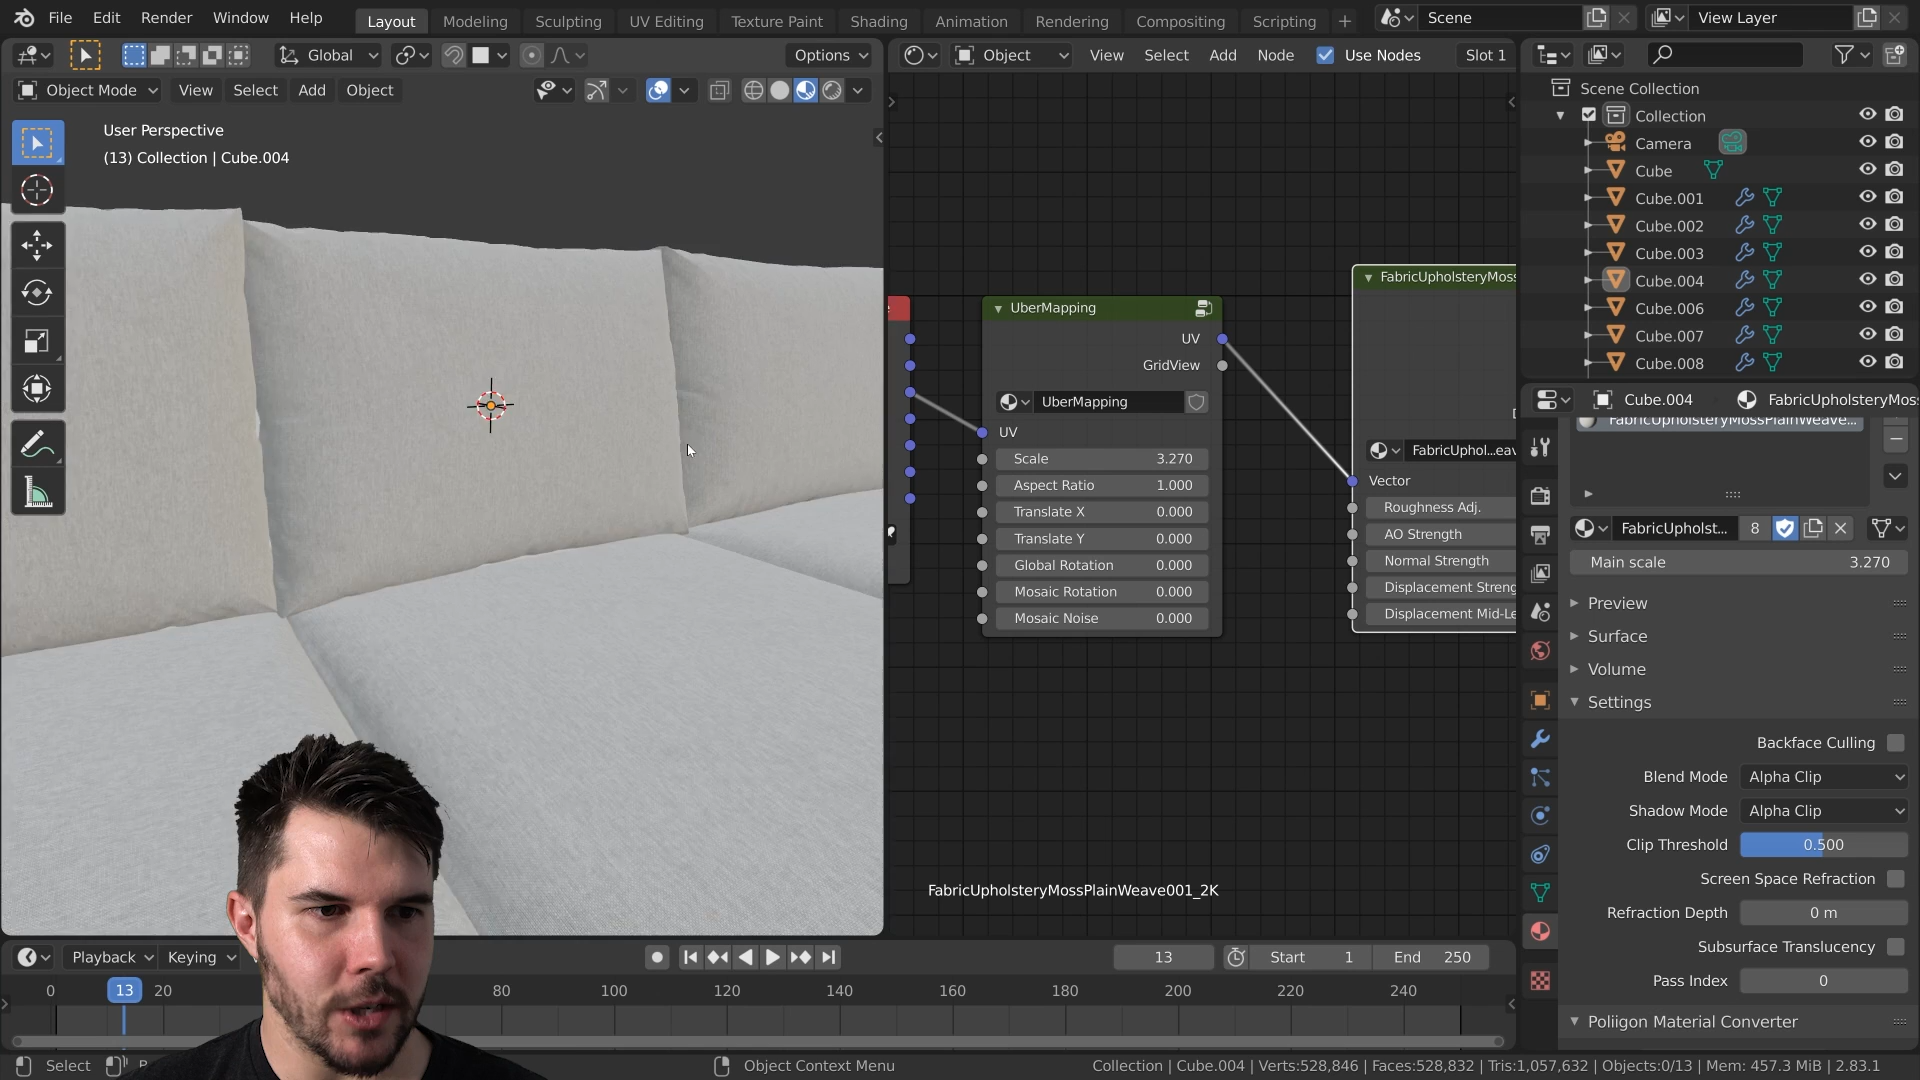 File Edit Render Window Help Layout Modeling Sculpting UV Editing Texture Paint Shading Animation Rendering Compositing Scripting + Scene View Layer
Global Options Object View Select Add Node Use Nodes Slot 1
Object Mode View Select Add Object
User Perspective
(13) Collection | Cube.004
UberMapping
UV
GridView
UberMapping
UV
Scale 3.270
Aspect Ratio 1.000
Translate X 0.000
Translate Y 0.000
Global Rotation 0.000
Mosaic Rotation 0.000
Mosaic Noise 0.000
FabricUpholsteryMoss
FabricUphol...eav
Vector
Roughness Adj.
AO Strength
Normal Strength
Displacement Streng
Displacement Mid-Le
FabricUpholsteryMossPlainWeave001_2K
Scene Collection
Collection
Camera
Cube
Cube.001
Cube.002
Cube.003
Cube.004
Cube.006
Cube.007
Cube.008
Cube.004 FabricUpholsteryMos
FabricUpholsteryMossPlainWeave...
FabricUpholst... 8
Main scale 3.270
Preview
Surface
Volume
Settings
Backface Culling
Blend Mode Alpha Clip
Shadow Mode Alpha Clip
Clip Threshold 0.500
Screen Space Refraction
Refraction Depth 0 m
Subsurface Translucency
Pass Index 0
Poliigon Material Converter
Playback Keying 13 Start 1 End 250
0 13 20 80 100 120 140 160 180 200 220 240
Select Object Context Menu Collection | Cube.004 | Verts:528,846 | Faces:528,832 | Tris:1,057,632 | Objects:0/13 | Mem: 457.3 MiB | 2.83.1